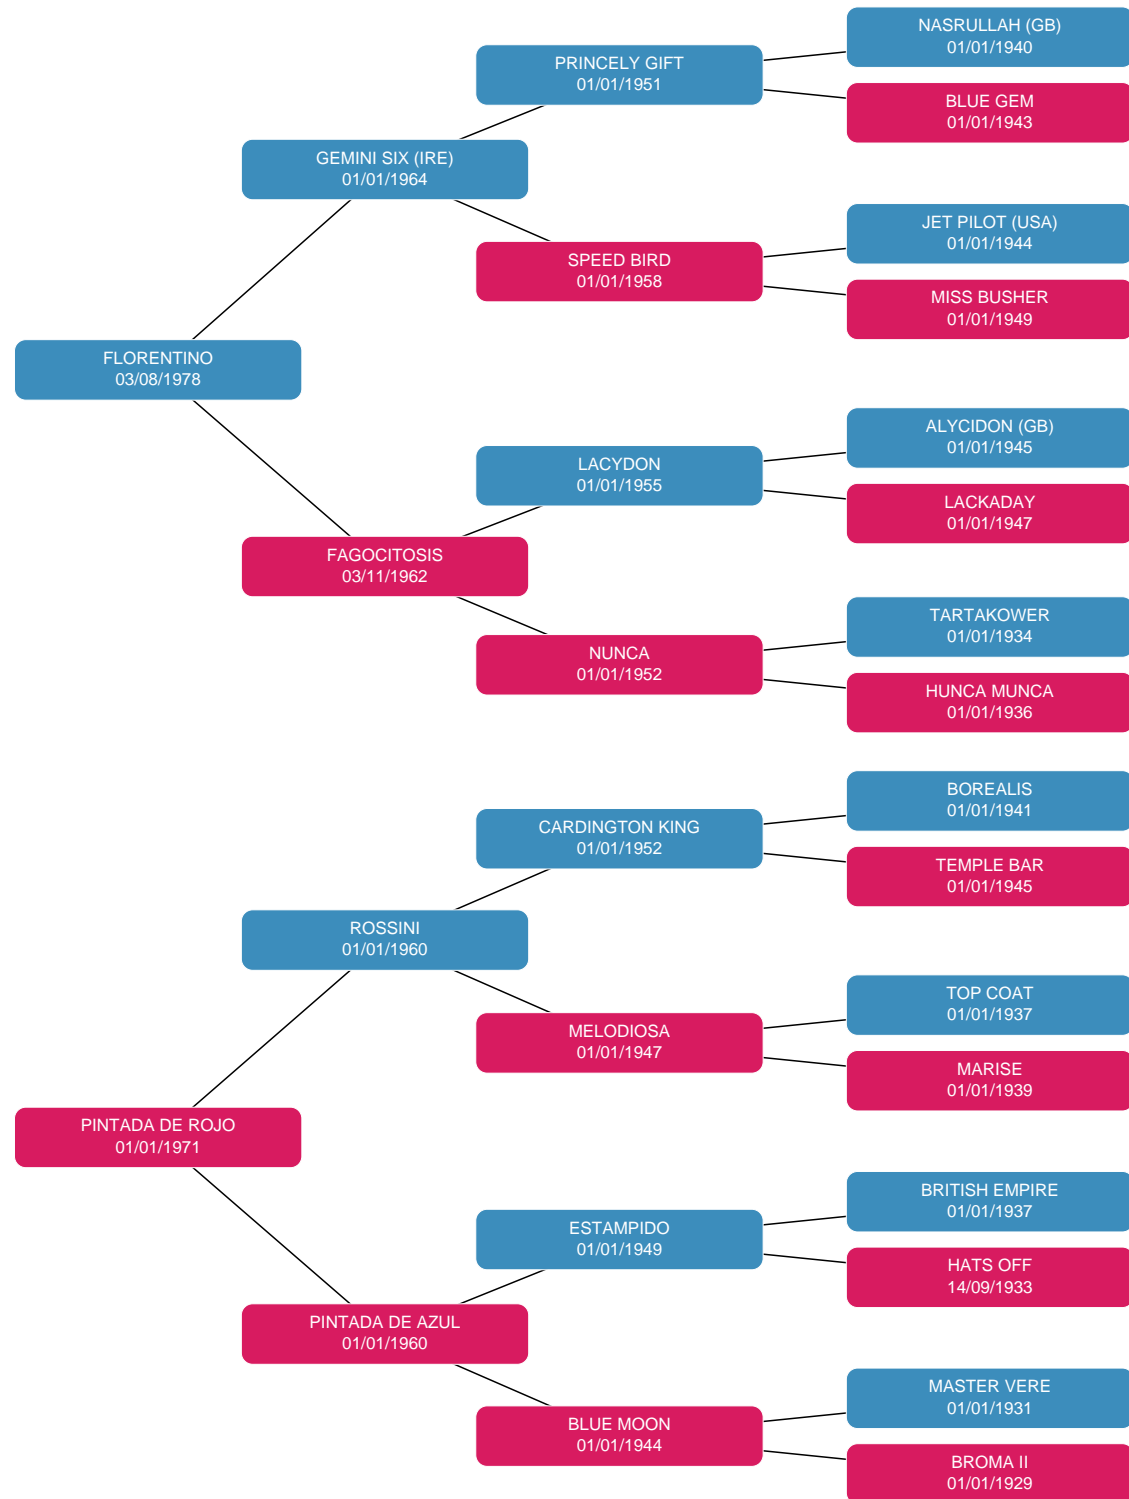 NASRULLAH (GB)
01/01/1940
PRINCELY GIFT
01/01/1951
BLUE GEM
01/01/1943
GEMINI SIX (IRE)
01/01/1964
JET PILOT (USA)
01/01/1944
SPEED BIRD
01/01/1958
MISS BUSHER
01/01/1949
FLORENTINO
03/08/1978
ALYCIDON (GB)
01/01/1945
LACYDON
01/01/1955
LACKADAY
01/01/1947
FAGOCITOSIS
03/11/1962
TARTAKOWER
01/01/1934
NUNCA
01/01/1952
HUNCA MUNCA
01/01/1936
BOREALIS
01/01/1941
CARDINGTON KING
01/01/1952
TEMPLE BAR
01/01/1945
ROSSINI
01/01/1960
TOP COAT
01/01/1937
MELODIOSA
01/01/1947
MARISE
01/01/1939
PINTADA DE ROJO
01/01/1971
BRITISH EMPIRE
01/01/1937
ESTAMPIDO
01/01/1949
HATS OFF
14/09/1933
PINTADA DE AZUL
01/01/1960
MASTER VERE
01/01/1931
BLUE MOON
01/01/1944
BROMA II
01/01/1929